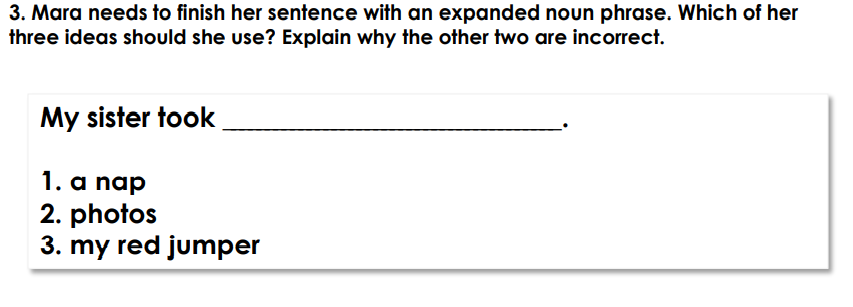 3. Mara needs to finish her sentence with an expanded noun phrase. Which of her
three ideas should she use? Explain why the other two are incorrect.
My sister took ______________________________.
1. a nap
2. photos
3. my red jumper